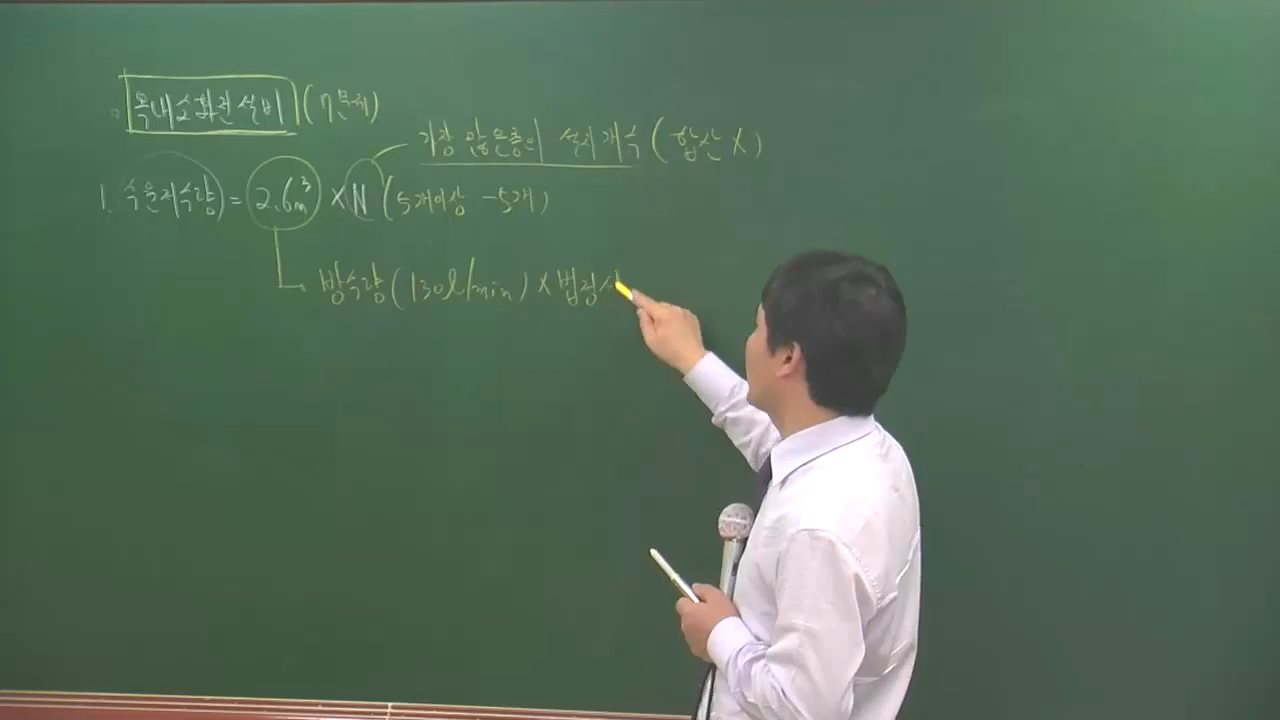 옥내소화전설비 (7문제)
가장 많은층의 설치개수 (합산 X)
1. 수원저수량 = 2.6m³ × N (5개이상 - 5개)
방수량 (130ℓ/min) × 법정시